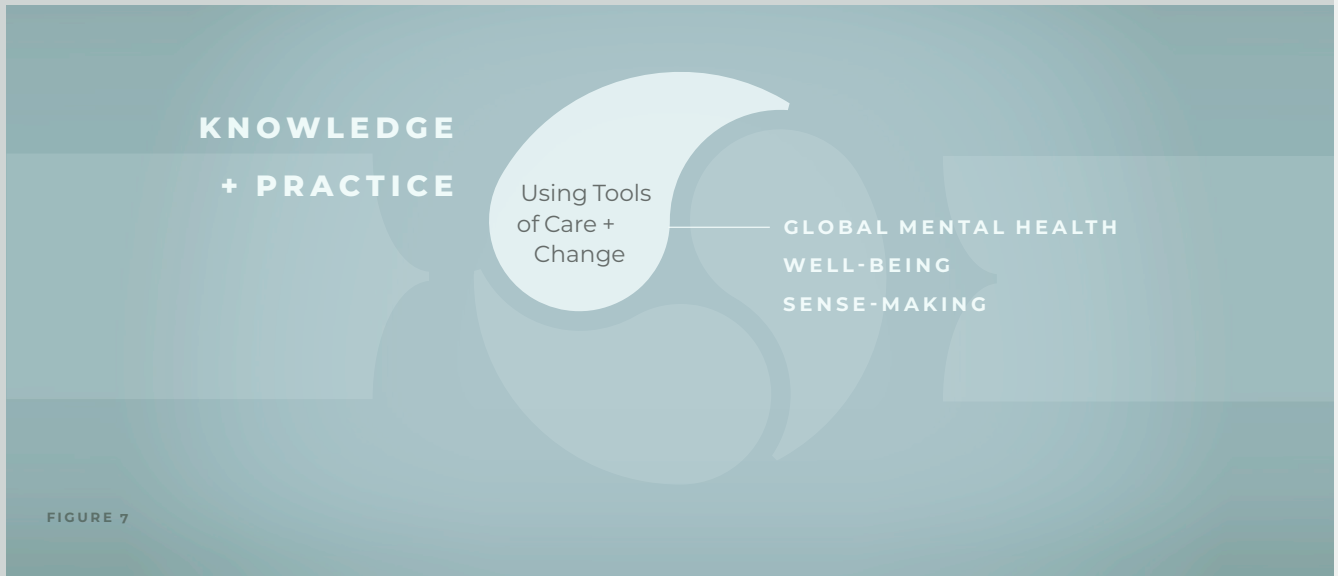 KNOWLEDGE
+ PRACTICE
Using Tools
of Care +
Change
GLOBAL MENTAL HEALTH
WELL-BEING
SENSE-MAKING
FIGURE 7